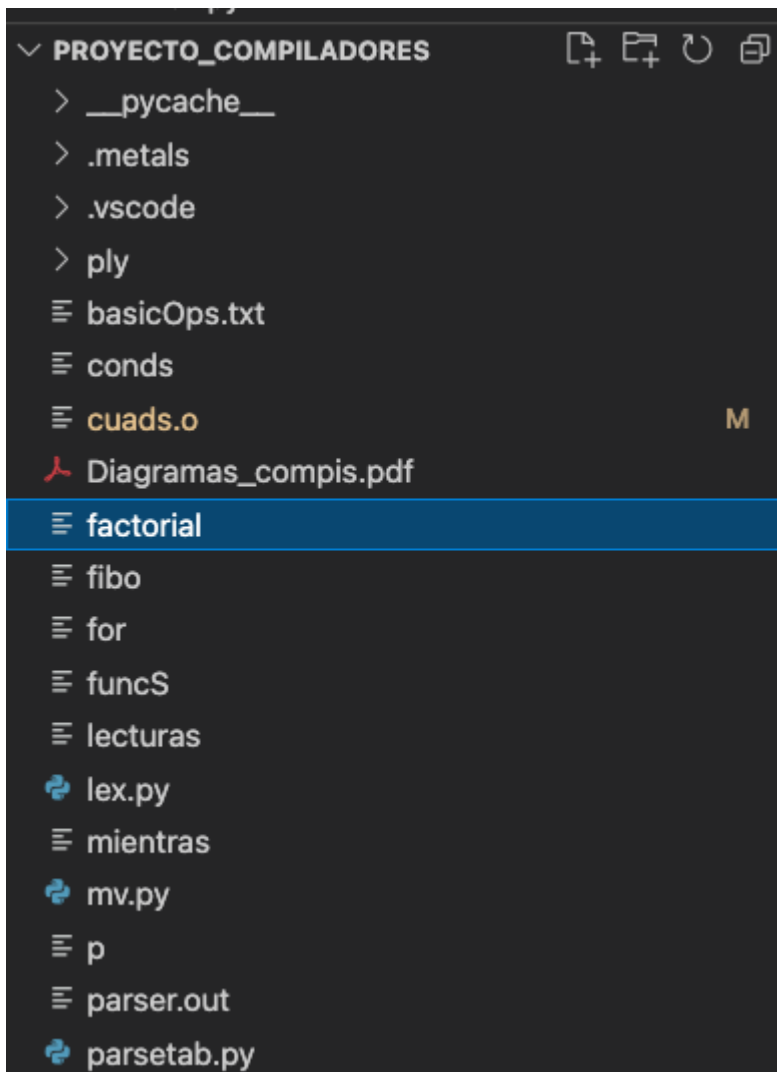 PROYECTO_COMPILADORES
__pycache__
.metals
.vscode
ply
basicOps.txt
conds
cuads.o M
Diagramas_compis.pdf
factorial
fibo
for
funcS
lecturas
lex.py
mientras
mv.py
p
parser.out
parsetab.py